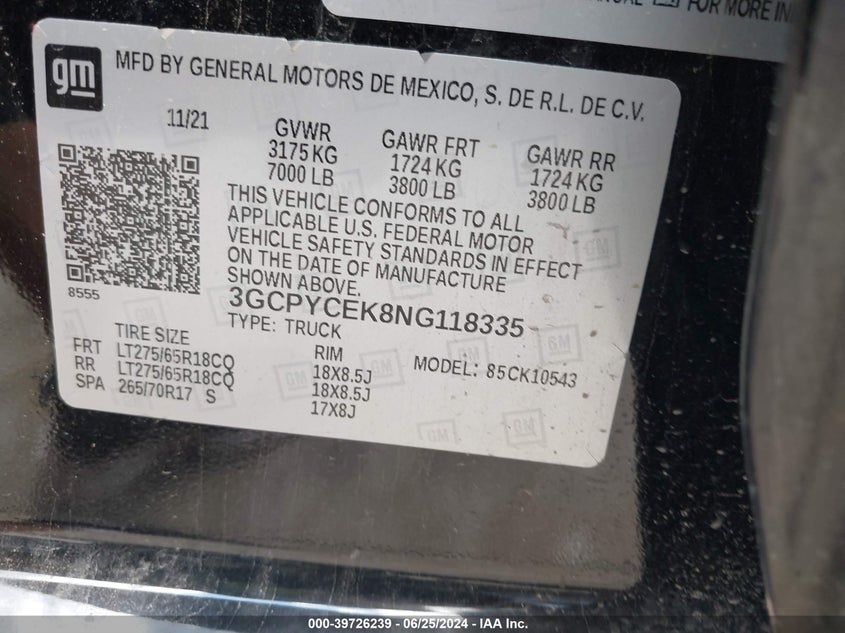 FOR MORE IN
gm
MFD BY GENERAL MOTORS DE MEXICO, S. DE R.L. DE C.V.
11/21
GVWR
3175 KG
7000 LB
GAWR FRT
1724 KG
3800 LB
GAWR RR
1724 KG
3800 LB
THIS VEHICLE CONFORMS TO ALL
APPLICABLE U.S. FEDERAL MOTOR
VEHICLE SAFETY STANDARDS IN EFFECT
ON THE DATE OF MANUFACTURE
SHOWN ABOVE.
8555
3GCPYCEK8NG118335
TYPE: TRUCK
MODEL: 85CK10543
TIRE SIZE RIM
FRT LT275/65R18CQ 18X8.5J
RR LT275/65R18CQ 18X8.5J
SPA 265/70R17 S 17X8J
000-39726239 - 06/25/2024 - IAA Inc.